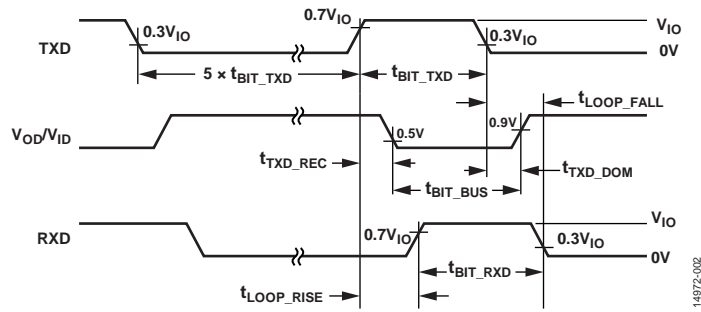 TXD
0.3VIO
0.7VIO
0.3VIO
VIO
0V
5 × tBIT_TXD
tBIT_TXD
tLOOP_FALL
VOD/VID
0.5V
0.9V
tTXD_REC
tTXD_DOM
tBIT_BUS
RXD
0.7VIO
0.3VIO
VIO
0V
tBIT_RXD
tLOOP_RISE
14972-002